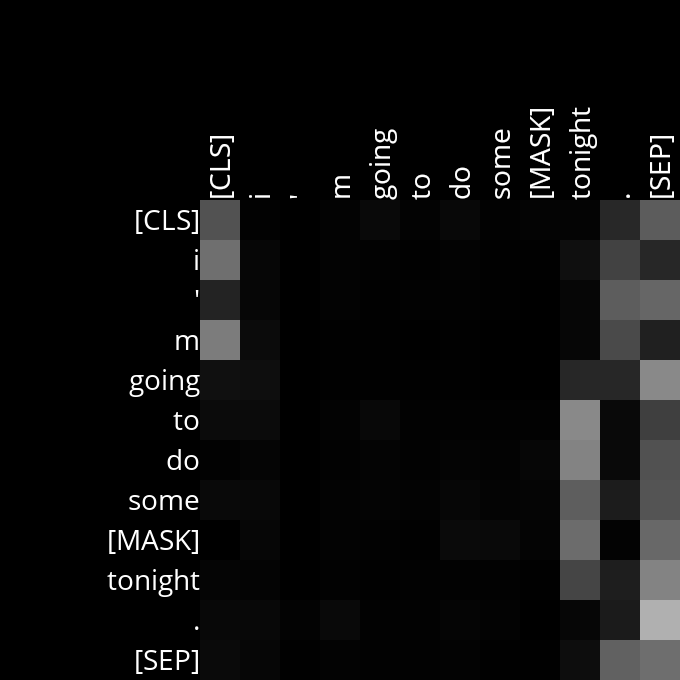 [CLS] i ' m going to do some [MASK] tonight . [SEP]
[CLS]
i
'
m
going
to
do
some
[MASK]
tonight
.
[SEP]